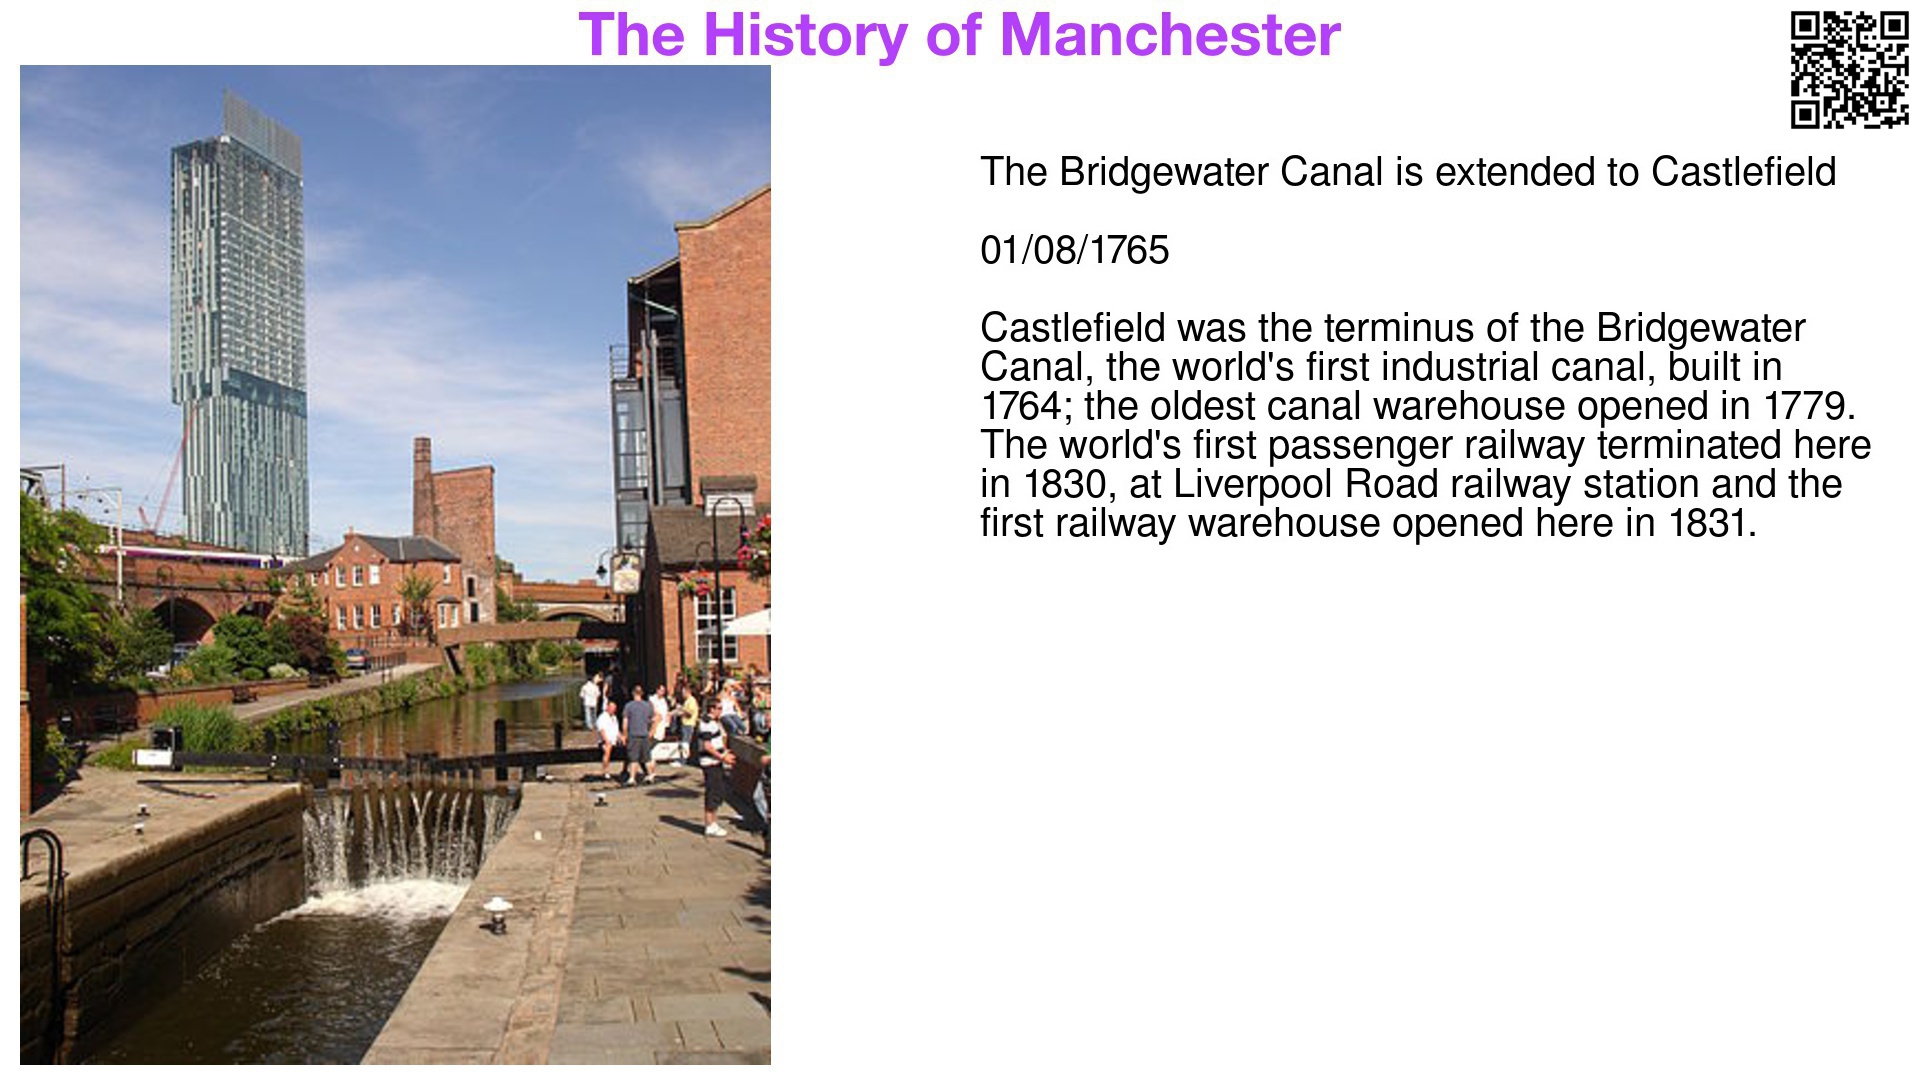 The History of Manchester
The Bridgewater Canal is extended to Castlefield
01/08/1765
Castlefield was the terminus of the Bridgewater
Canal, the world's first industrial canal, built in
1764; the oldest canal warehouse opened in 1779.
The world's first passenger railway terminated here
in 1830, at Liverpool Road railway station and the
first railway warehouse opened here in 1831.